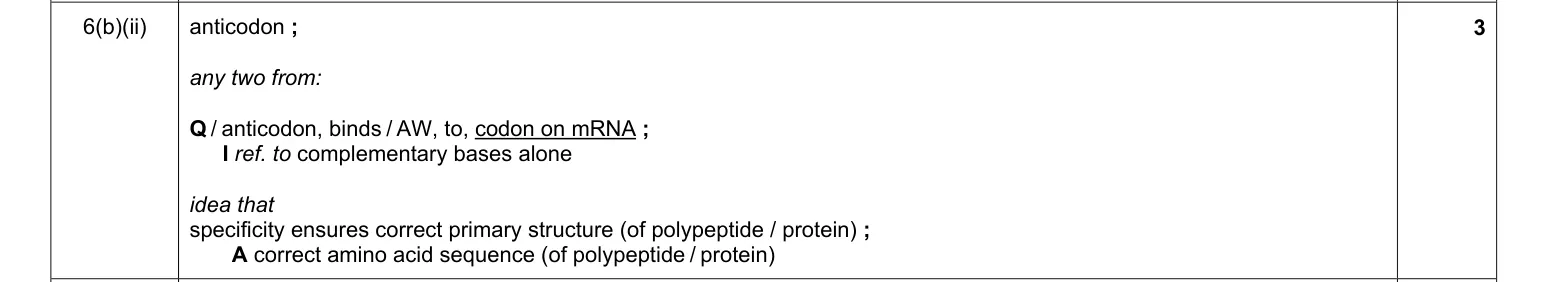 6(b)(ii) anticodon ; 3
any two from:
Q / anticodon, binds / AW, to, codon on mRNA ;
I ref. to complementary bases alone
idea that
specificity ensures correct primary structure (of polypeptide / protein) ;
A correct amino acid sequence (of polypeptide / protein)